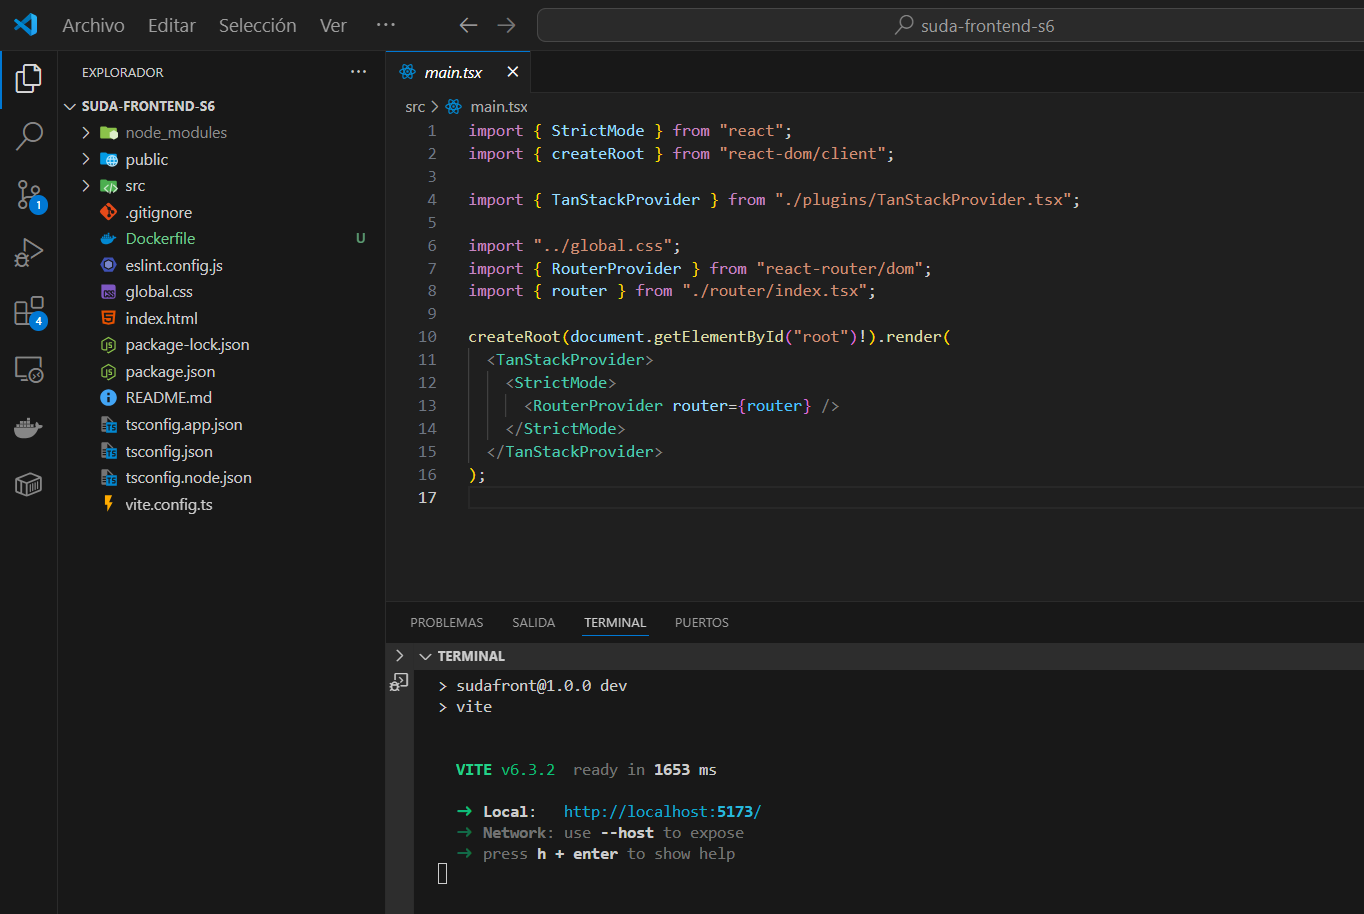 Archivo Editar Selección Ver ··· suda-frontend-s6
EXPLORADOR
SUDA-FRONTEND-S6
node_modules
public
src
.gitignore
Dockerfile U
eslint.config.js
global.css
index.html
package-lock.json
package.json
README.md
tsconfig.app.json
tsconfig.json
tsconfig.node.json
vite.config.ts
1
4
main.tsx
src > main.tsx
1 import { StrictMode } from "react";
2 import { createRoot } from "react-dom/client";
3
4 import { TanStackProvider } from "./plugins/TanStackProvider.tsx";
5
6 import "../global.css";
7 import { RouterProvider } from "react-router/dom";
8 import { router } from "./router/index.tsx";
9
10 createRoot(document.getElementById("root")!).render(
11 <TanStackProvider>
12 <StrictMode>
13 <RouterProvider router={router} />
14 </StrictMode>
15 </TanStackProvider>
16 );
17
PROBLEMAS SALIDA TERMINAL PUERTOS
TERMINAL
> sudafront@1.0.0 dev
> vite
VITE v6.3.2 ready in 1653 ms
➜ Local: http://localhost:5173/
➜ Network: use --host to expose
➜ press h + enter to show help